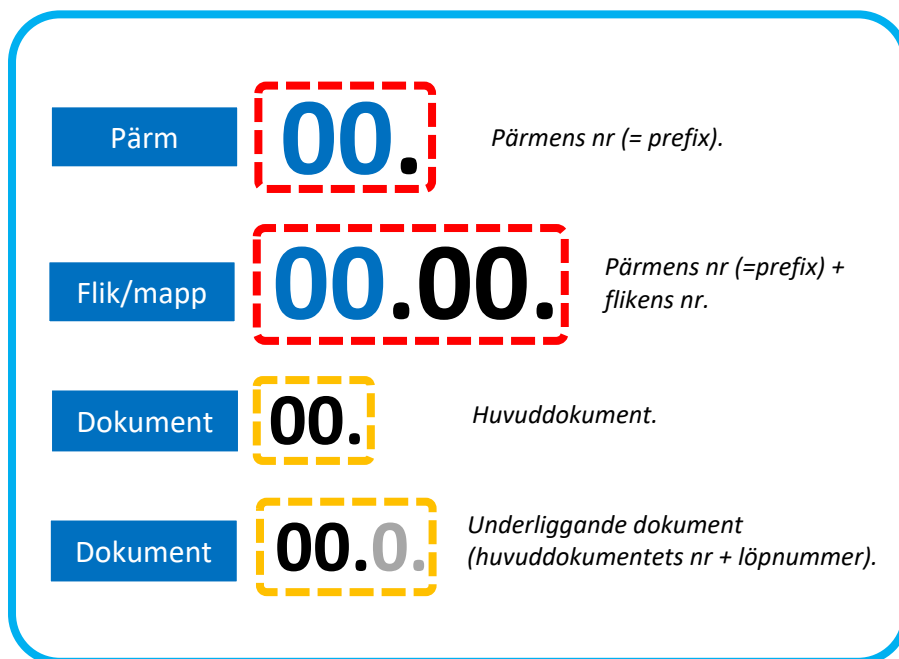 Pärm
00.
Pärmens nr (= prefix).
Flik/mapp
00.00.
Pärmens nr (=prefix) +
flikens nr.
Dokument
00.
Huvuddokument.
Dokument
00.0.
Underliggande dokument
(huvuddokumentets nr + löpnummer).